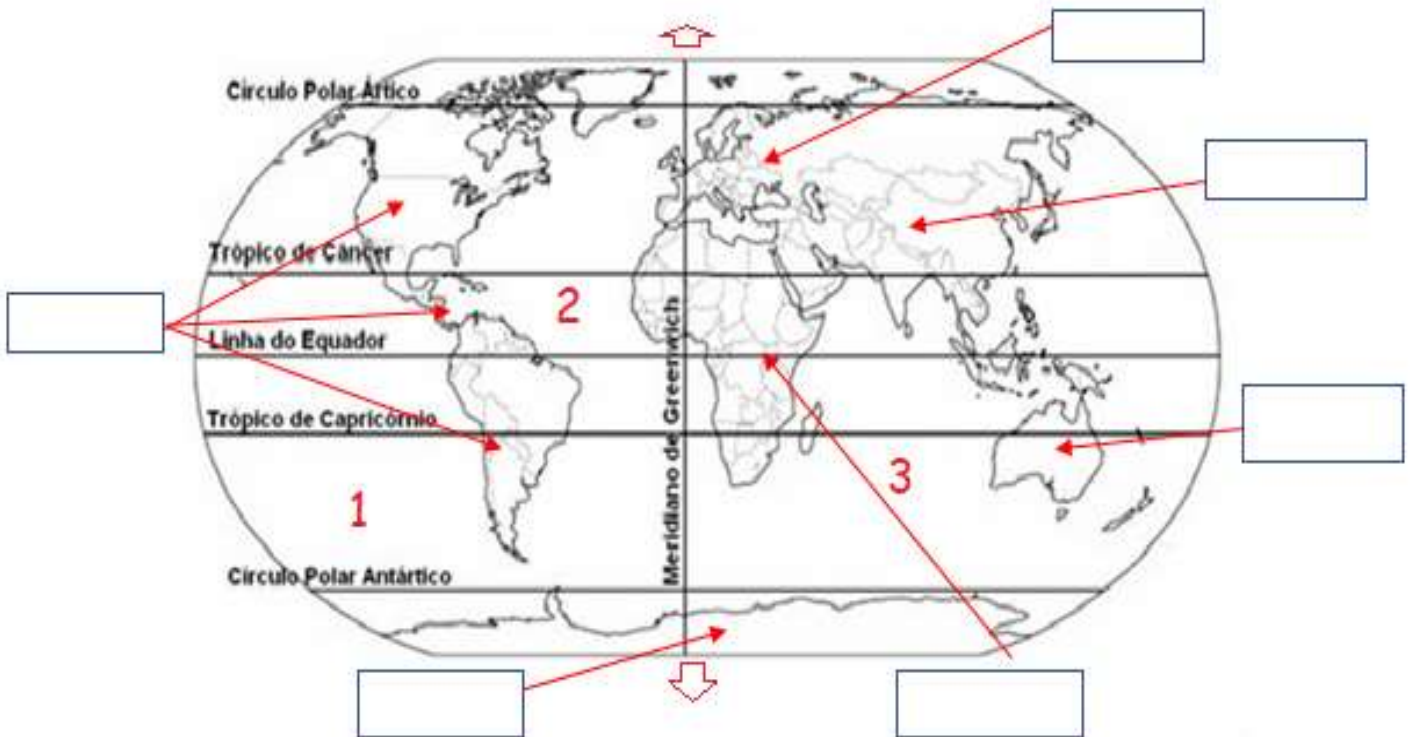 Círculo Polar Ártico
Trópico de Câncer
2
Linha do Equador
Trópico de Capricórnio
1
3
Meridiano de Greenwich
Círculo Polar Antártico